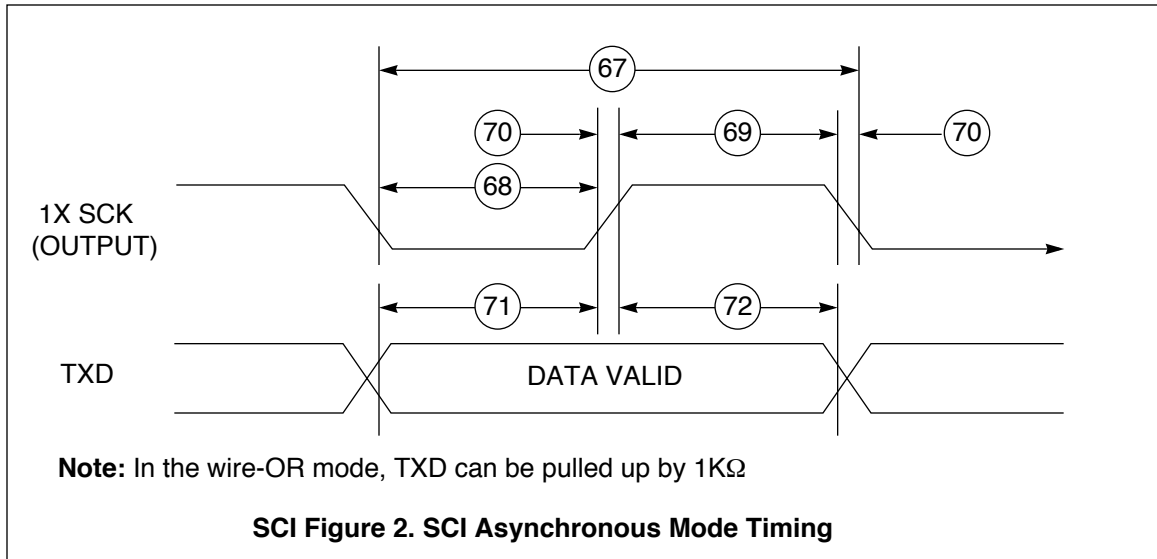 67
70
69
70
68
1X SCK
(OUTPUT)
71
72
TXD
DATA VALID
Note: In the wire-OR mode, TXD can be pulled up by 1KΩ
SCI Figure 2. SCI Asynchronous Mode Timing